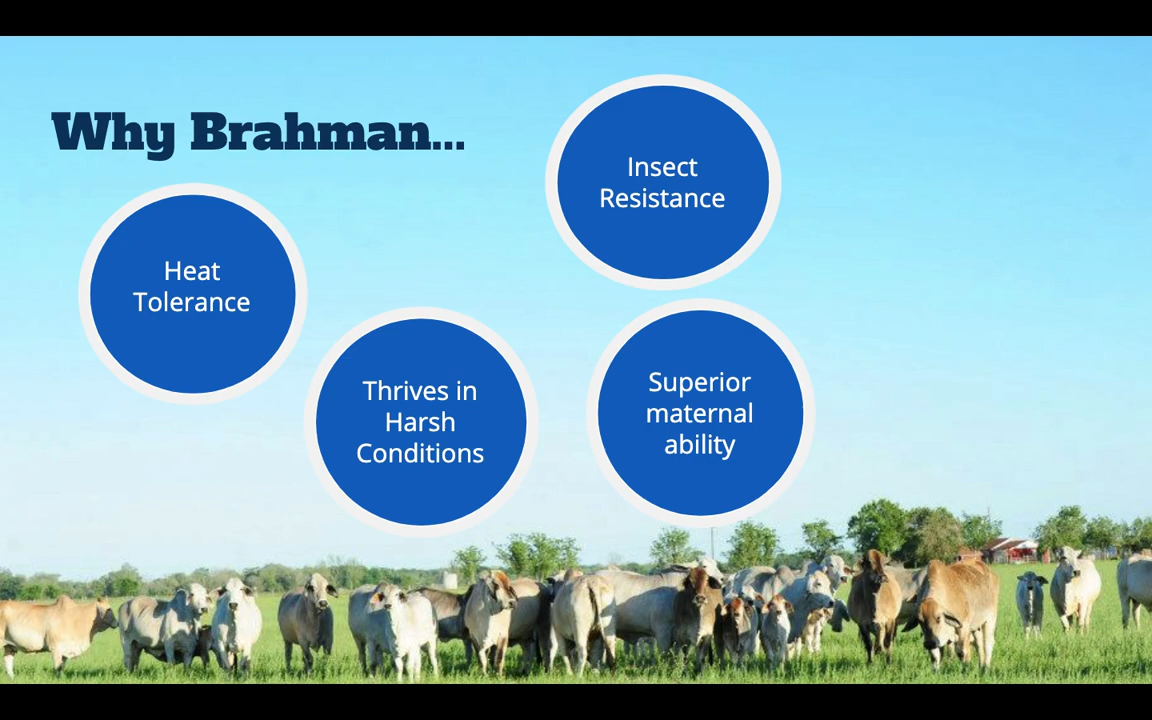 Why Brahman...
Insect
Resistance
Heat
Tolerance
Thrives in
Harsh
Conditions
Superior
maternal
ability